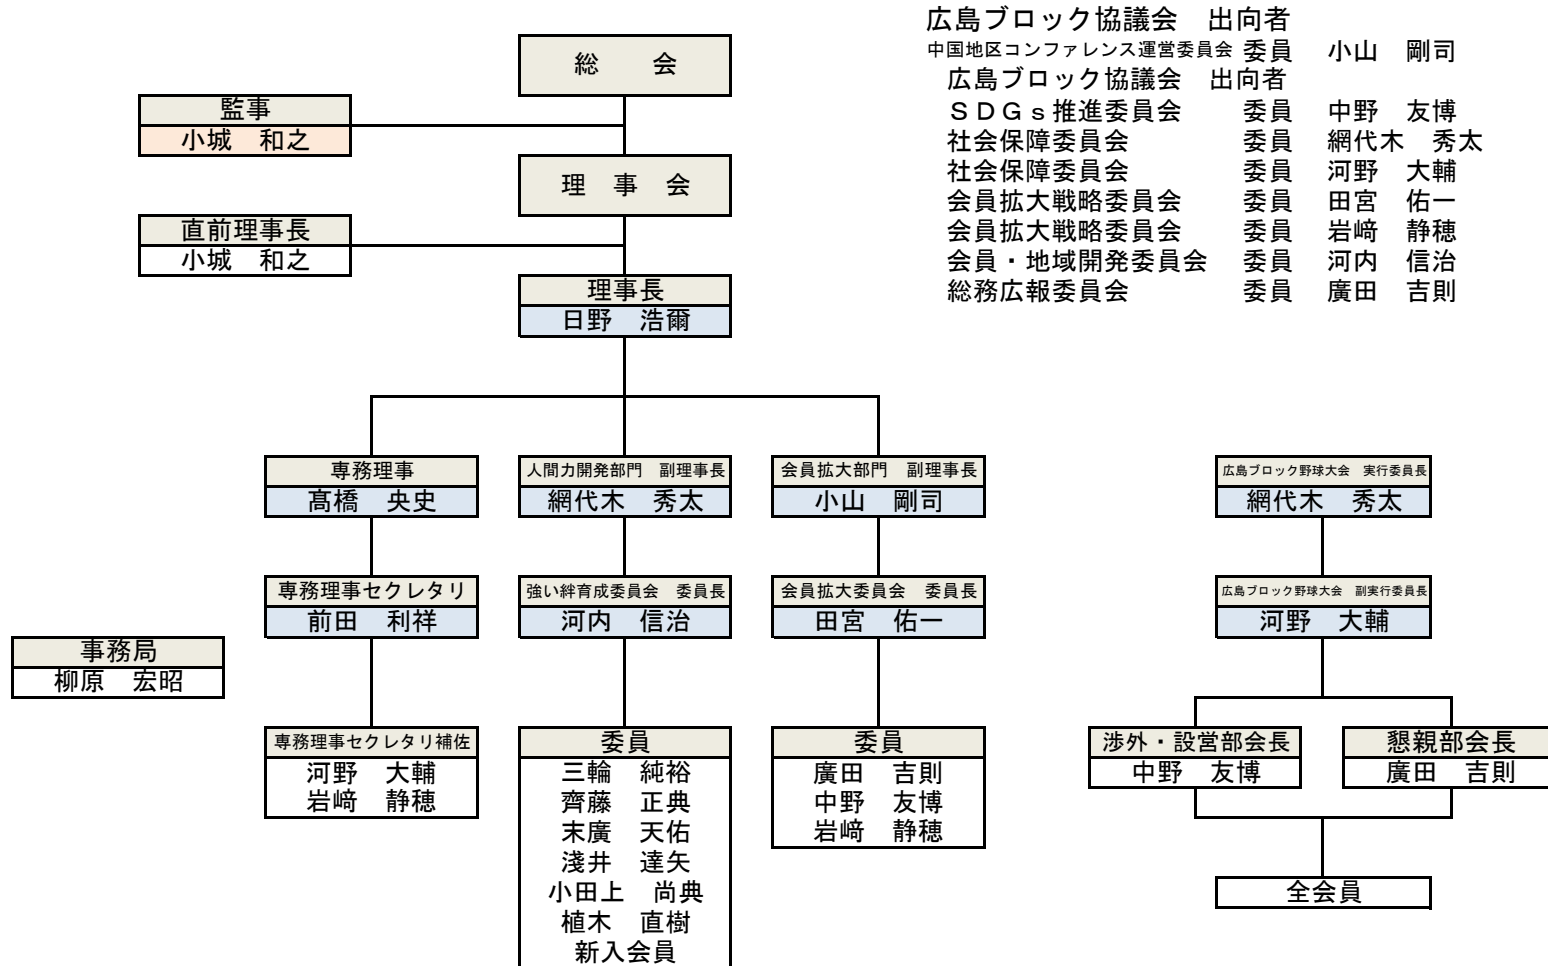 広島ブロック協議会　出向者
中国地区コンファレンス運営委員会 委員　小山　剛司
広島ブロック協議会　出向者
ＳＤＧｓ推進委員会　委員　中野　友博
社会保障委員会　委員　網代木　秀太
社会保障委員会　委員　河野　大輔
会員拡大戦略委員会　委員　田宮　佑一
会員拡大戦略委員会　委員　岩﨑　静穂
会員・地域開発委員会　委員　河内　信治
総務広報委員会　委員　廣田　吉則
総　　会
監事
小城　和之
理　事　会
直前理事長
小城　和之
理事長
日野　浩爾
専務理事
髙橋　央史
人間力開発部門　副理事長
網代木　秀太
会員拡大部門　副理事長
小山　剛司
広島ブロック野球大会　実行委員長
網代木　秀太
専務理事セクレタリ
前田　利祥
強い絆育成委員会　委員長
河内　信治
会員拡大委員会　委員長
田宮　佑一
広島ブロック野球大会　副実行委員長
河野　大輔
事務局
柳原　宏昭
専務理事セクレタリ補佐
河野　大輔
岩﨑　静穂
委員
三輪　純裕
齊藤　正典
末廣　天佑
淺井　達矢
小田上　尚典
植木　直樹
新入会員
委員
廣田　吉則
中野　友博
岩﨑　静穂
渉外・設営部会長
中野　友博
懇親部会長
廣田　吉則
全会員